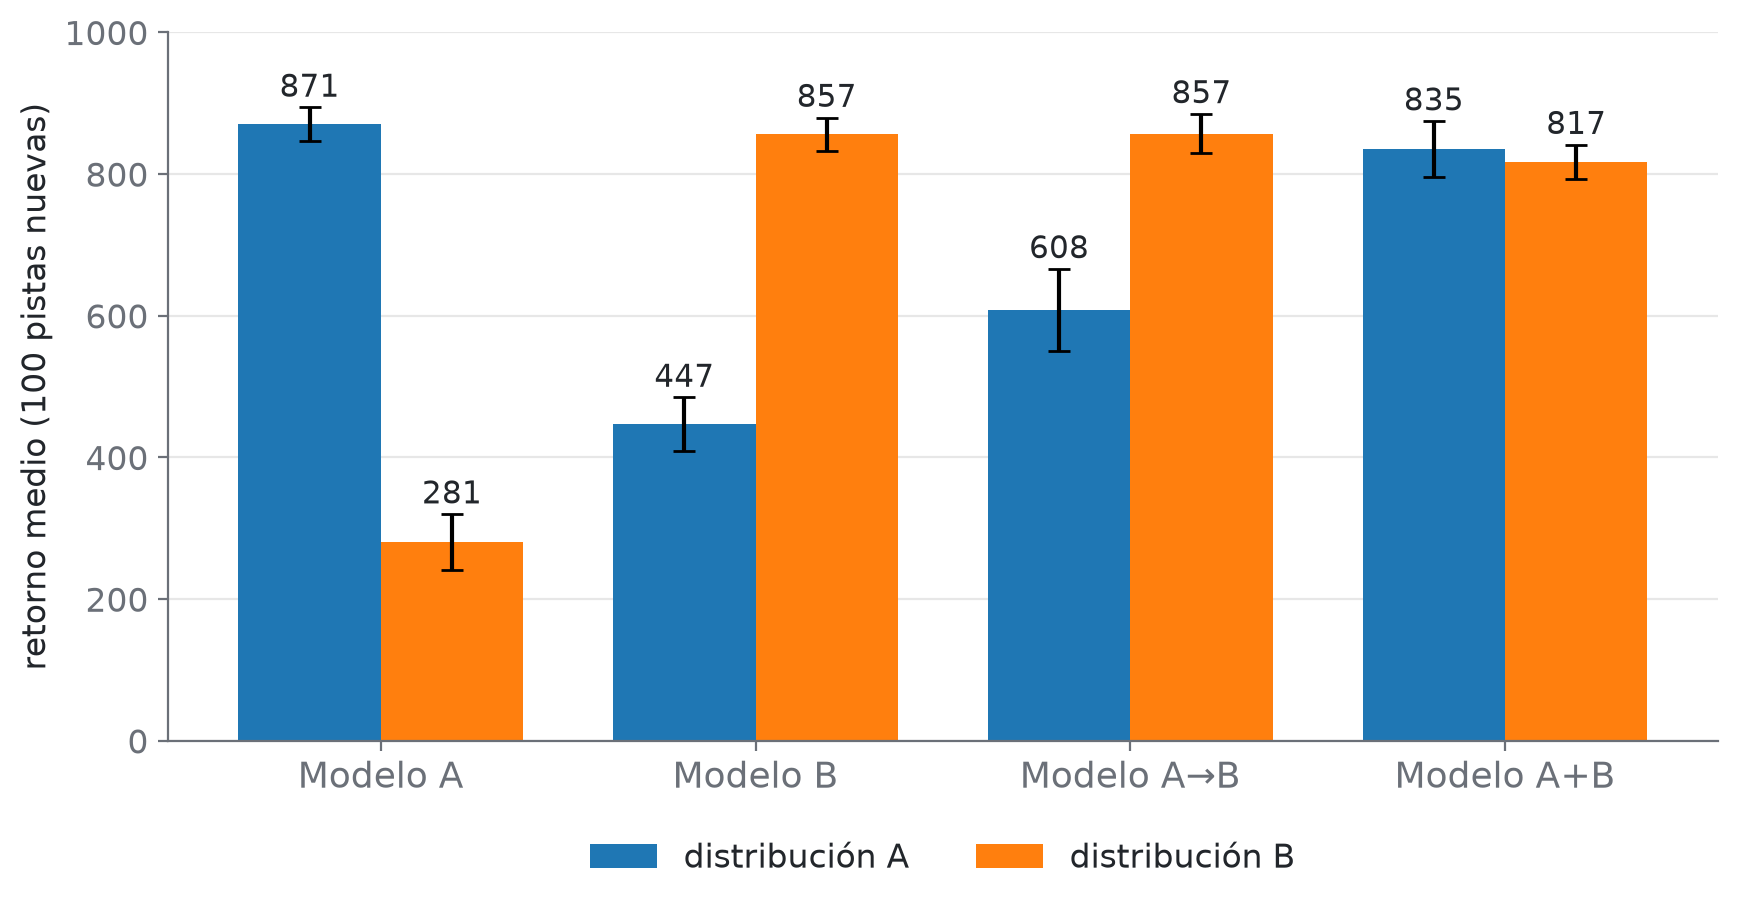 retorno medio (100 pistas nuevas)
1000
800
600
400
200
0
871
281
447
857
608
857
835
817
Modelo A
Modelo B
Modelo A→B
Modelo A+B
distribución A
distribución B